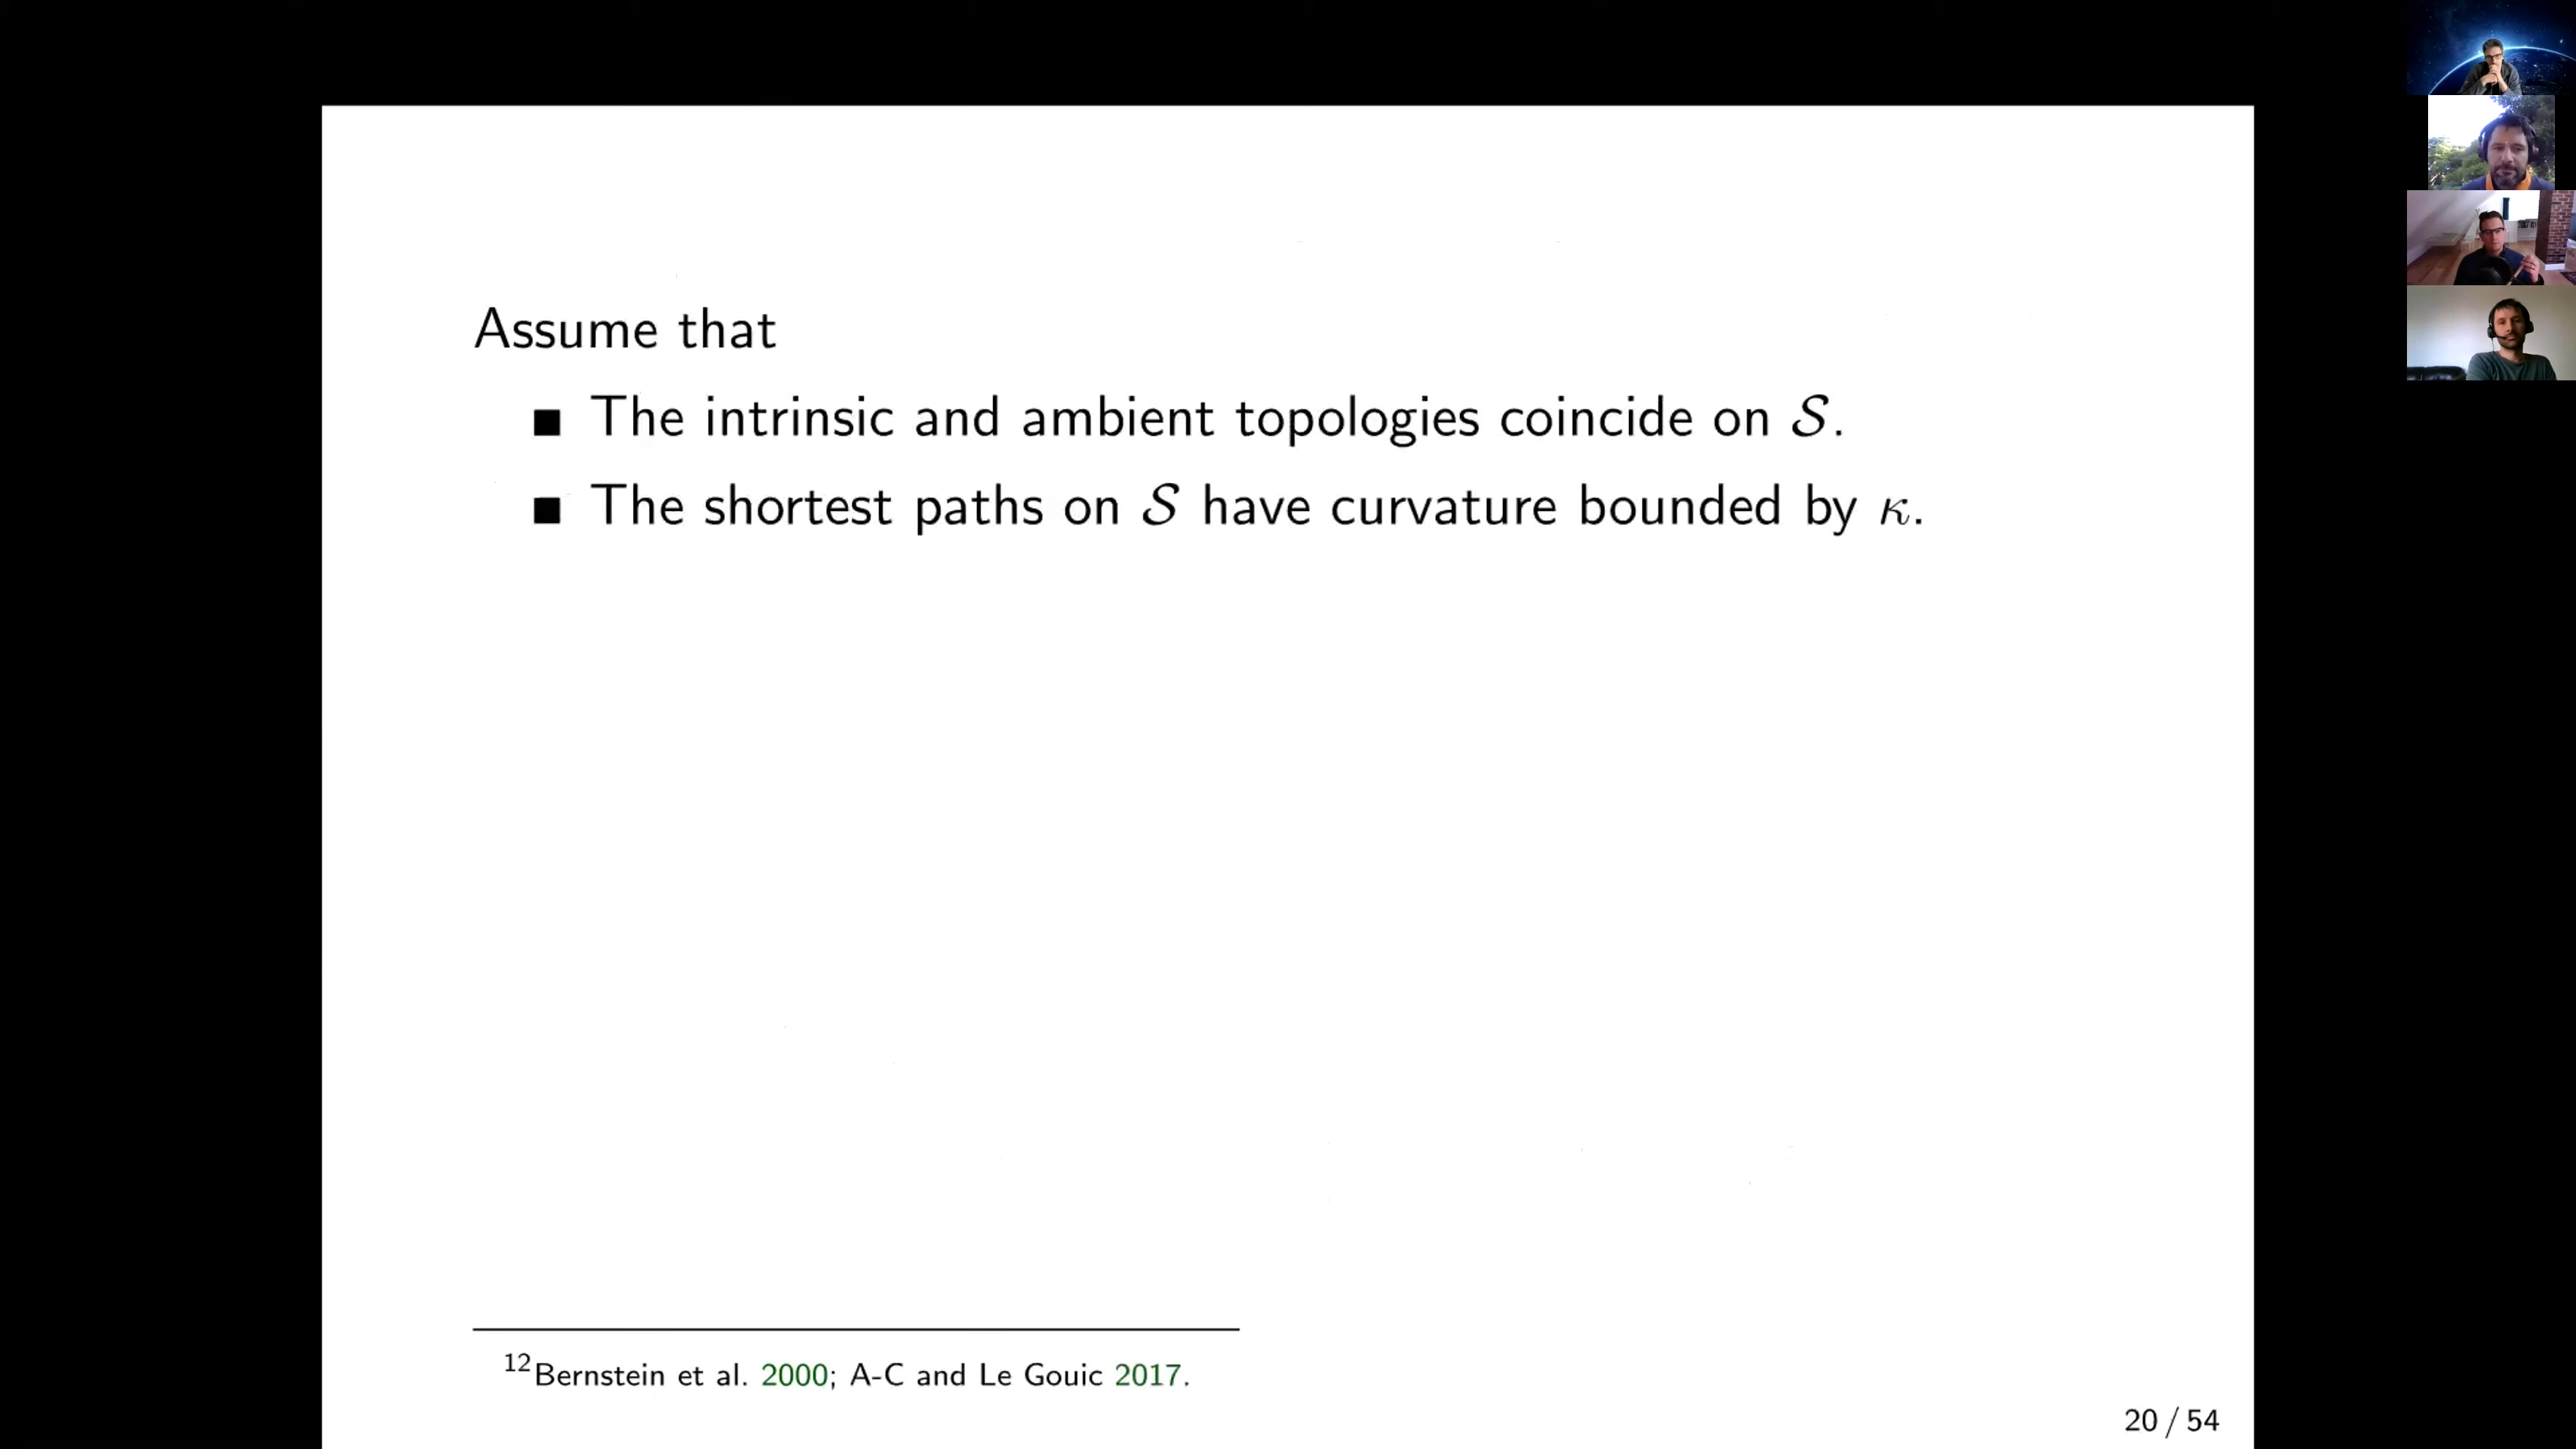 Assume that
■ The intrinsic and ambient topologies coincide on 𝒮.
■ The shortest paths on 𝒮 have curvature bounded by κ.
¹²Bernstein et al. 2000; A-C and Le Gouic 2017.
20 / 54